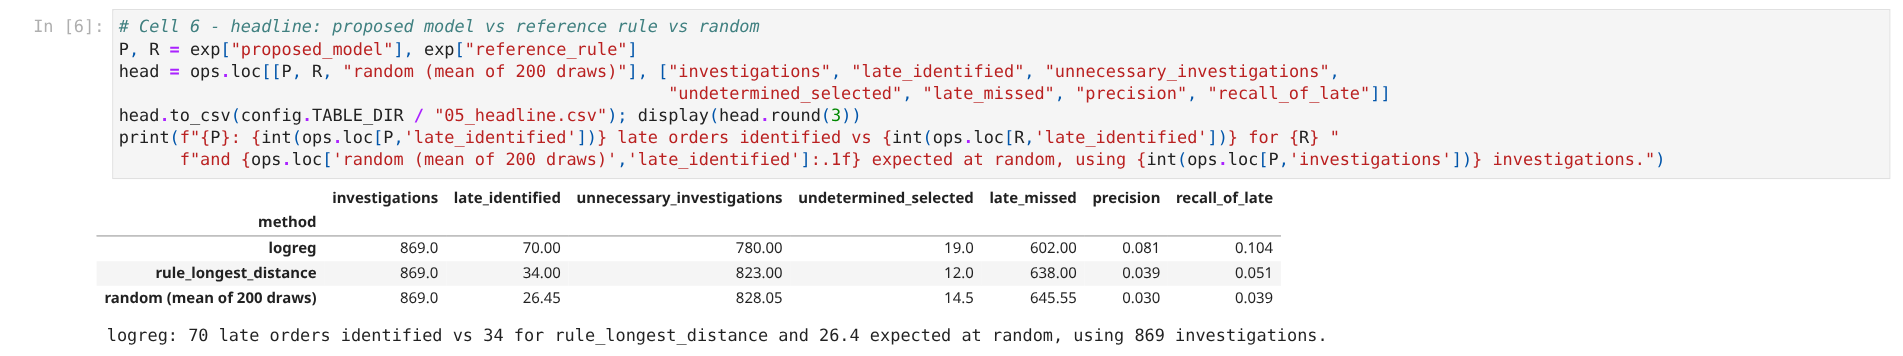 In [6]:
# Cell 6 - headline: proposed model vs reference rule vs random
P, R = exp["proposed_model"], exp["reference_rule"]
head = ops.loc[[P, R, "random (mean of 200 draws)"], ["investigations", "late_identified", "unnecessary_investigations",
"undetermined_selected", "late_missed", "precision", "recall_of_late"]]
head.to_csv(config.TABLE_DIR / "05_headline.csv"); display(head.round(3))
print(f"{P}: {int(ops.loc[P,'late_identified'])} late orders identified vs {int(ops.loc[R,'late_identified'])} for {R} "
f"and {ops.loc['random (mean of 200 draws)','late_identified']:.1f} expected at random, using {int(ops.loc[P,'investigations'])} investigations.")
investigations late_identified unnecessary_investigations undetermined_selected late_missed precision recall_of_late
method
logreg 869.0 70.00 780.00 19.0 602.00 0.081 0.104
rule_longest_distance 869.0 34.00 823.00 12.0 638.00 0.039 0.051
random (mean of 200 draws) 869.0 26.45 828.05 14.5 645.55 0.030 0.039
logreg: 70 late orders identified vs 34 for rule_longest_distance and 26.4 expected at random, using 869 investigations.